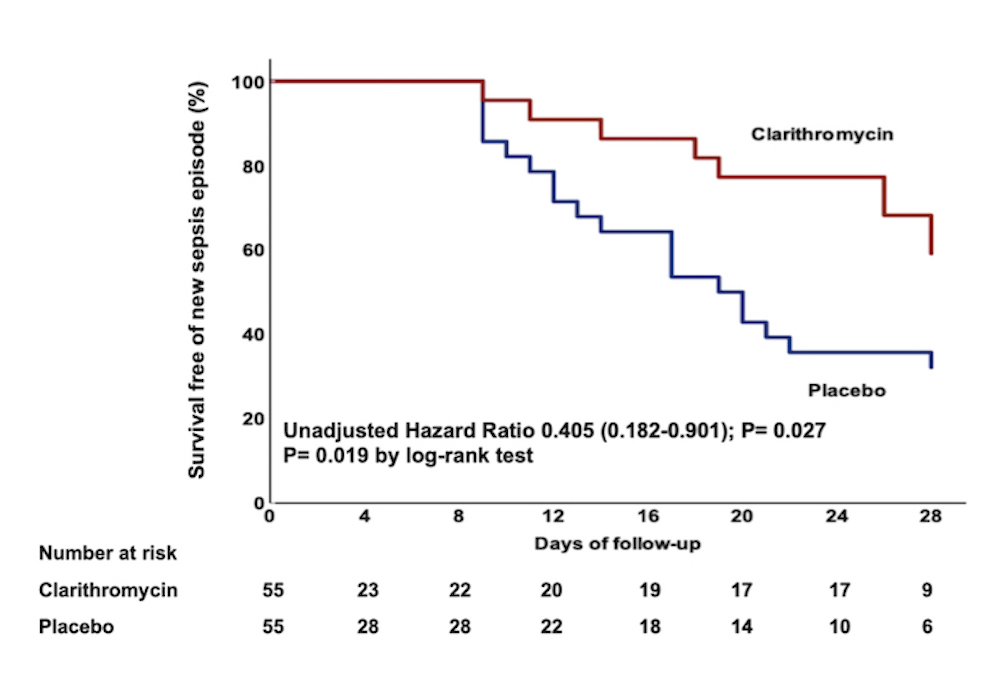 Survival free of new sepsis episode (%)
100
80
60
40
20
0
Clarithromycin
Placebo
Unadjusted Hazard Ratio 0.405 (0.182-0.901); P= 0.027
P= 0.019 by log-rank test
0 4 8 12 16 20 24 28
Days of follow-up
Number at risk
Clarithromycin 55 23 22 20 19 17 17 9
Placebo 55 28 28 22 18 14 10 6